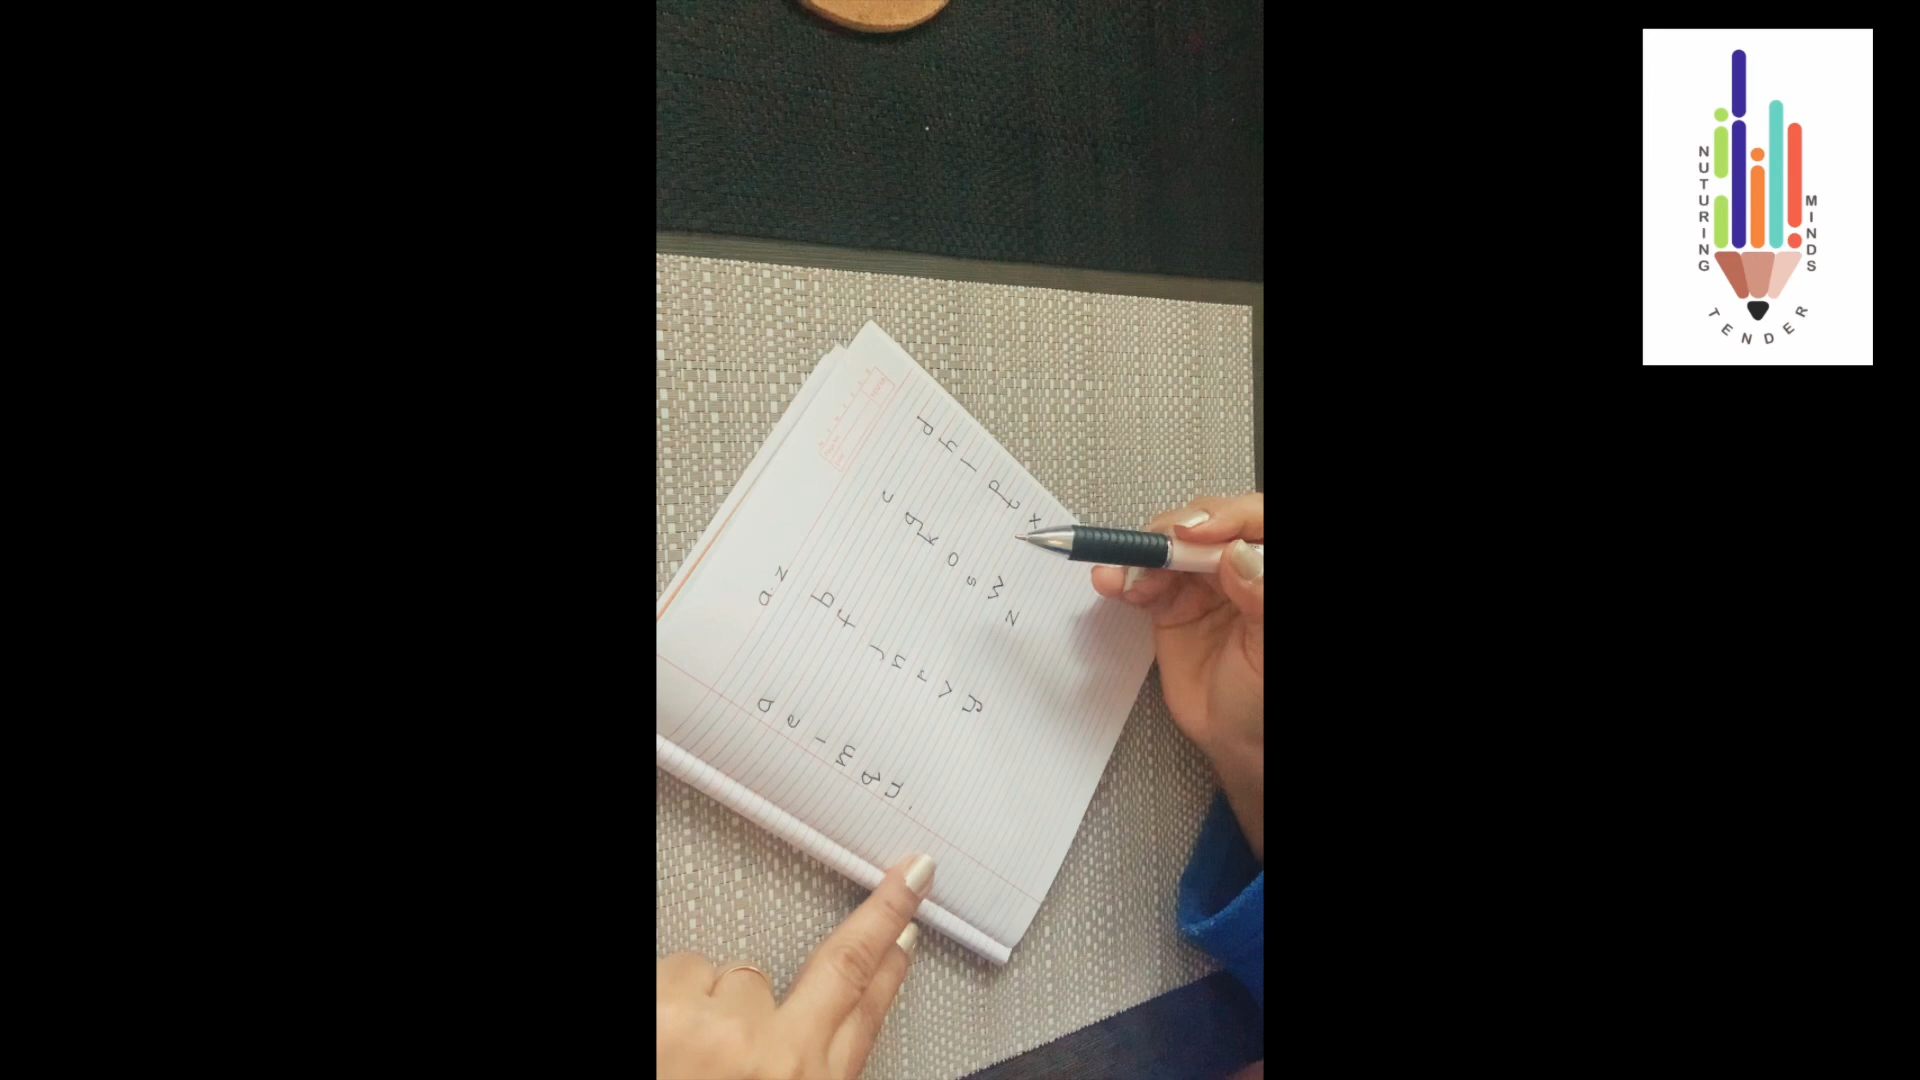 a-z
a b c d
e f g h
i j k l
m n o p
q r s t
u v w x
y z
NUTURING
TENDER
MINDS